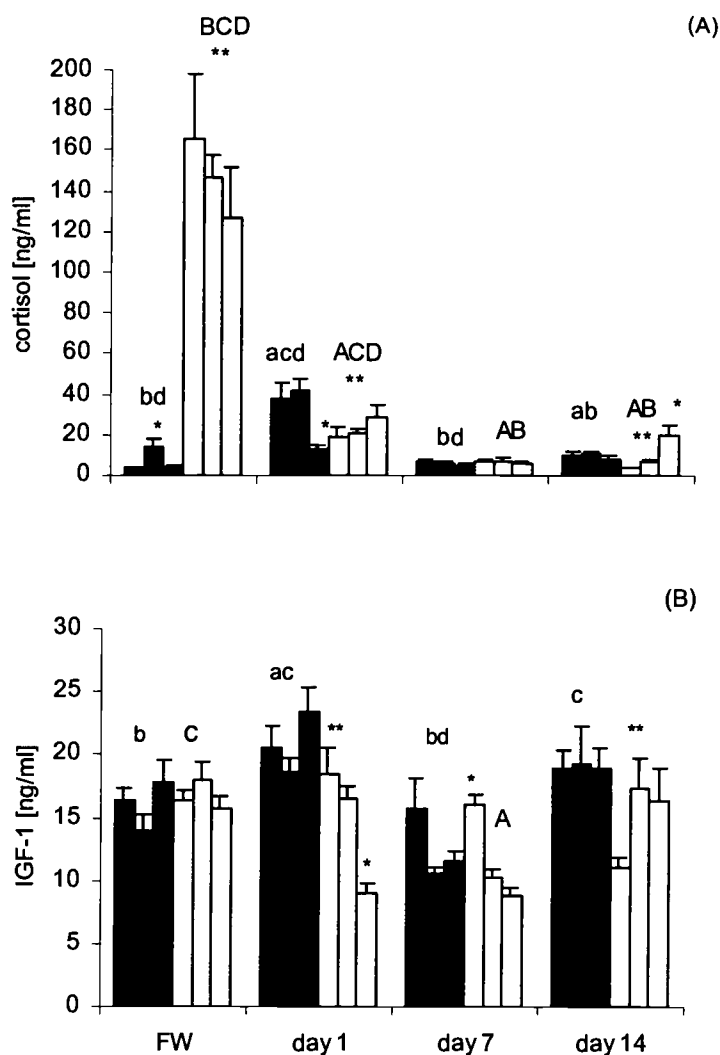 (A)
BCD
**
200
180
160
140
120
100
80
60
40
20
0
cortisol [ng/ml]
bd
*
acd
ACD
**
*
bd
AB
ab
AB
**
*
(B)
30
25
20
15
10
5
0
IGF-1 [ng/ml]
b
C
ac
**
*
bd
*
A
c
**
FW
day 1
day 7
day 14